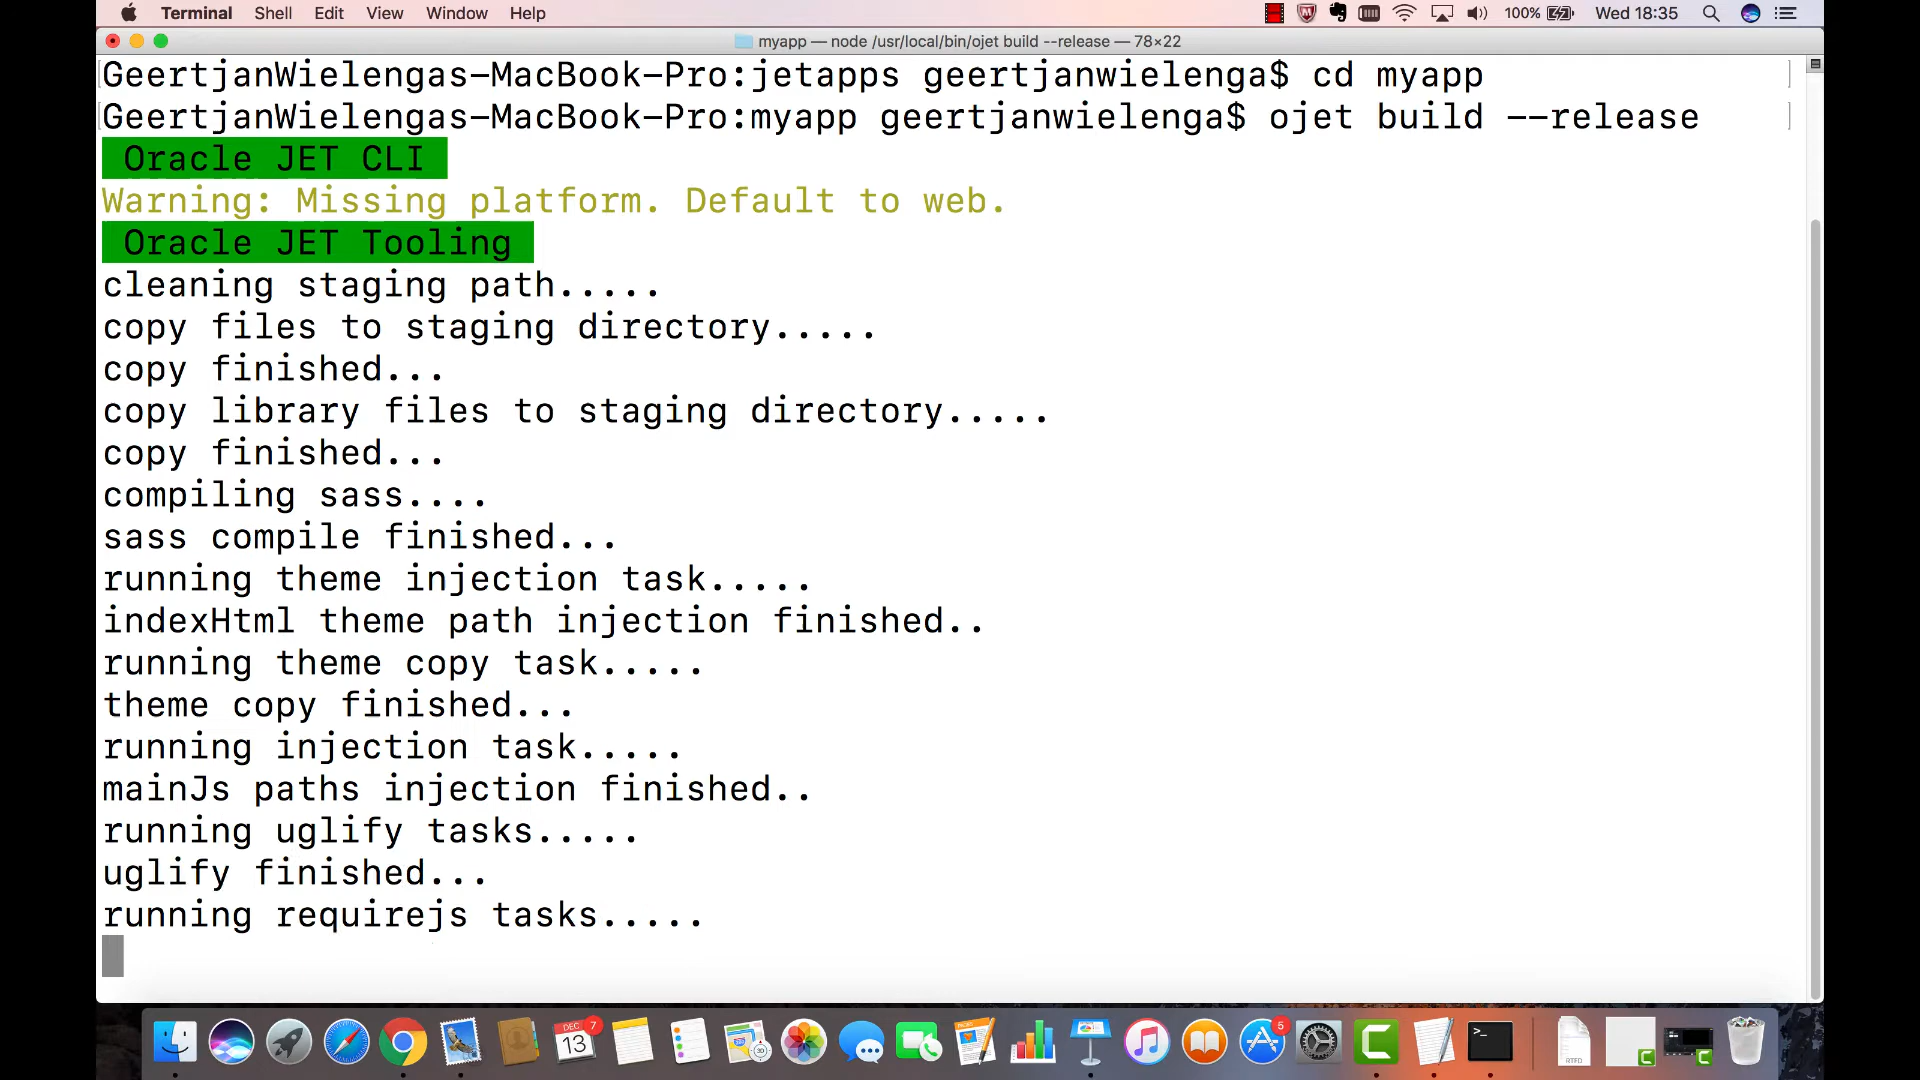 Terminal Shell Edit View Window Help 100% Wed 18:35
myapp — node /usr/local/bin/ojet build --release — 78×22
GeertjanWielengas-MacBook-Pro:jetapps geertjanwielenga$ cd myapp
GeertjanWielengas-MacBook-Pro:myapp geertjanwielenga$ ojet build --release
Oracle JET CLI
Warning: Missing platform. Default to web.
Oracle JET Tooling
cleaning staging path.....
copy files to staging directory.....
copy finished...
copy library files to staging directory.....
copy finished...
compiling sass....
sass compile finished...
running theme injection task.....
indexHtml theme path injection finished..
running theme copy task.....
theme copy finished...
running injection task.....
mainJs paths injection finished..
running uglify tasks.....
uglify finished...
running requirejs tasks.....
DEC 7
13
5
>_
RTFD